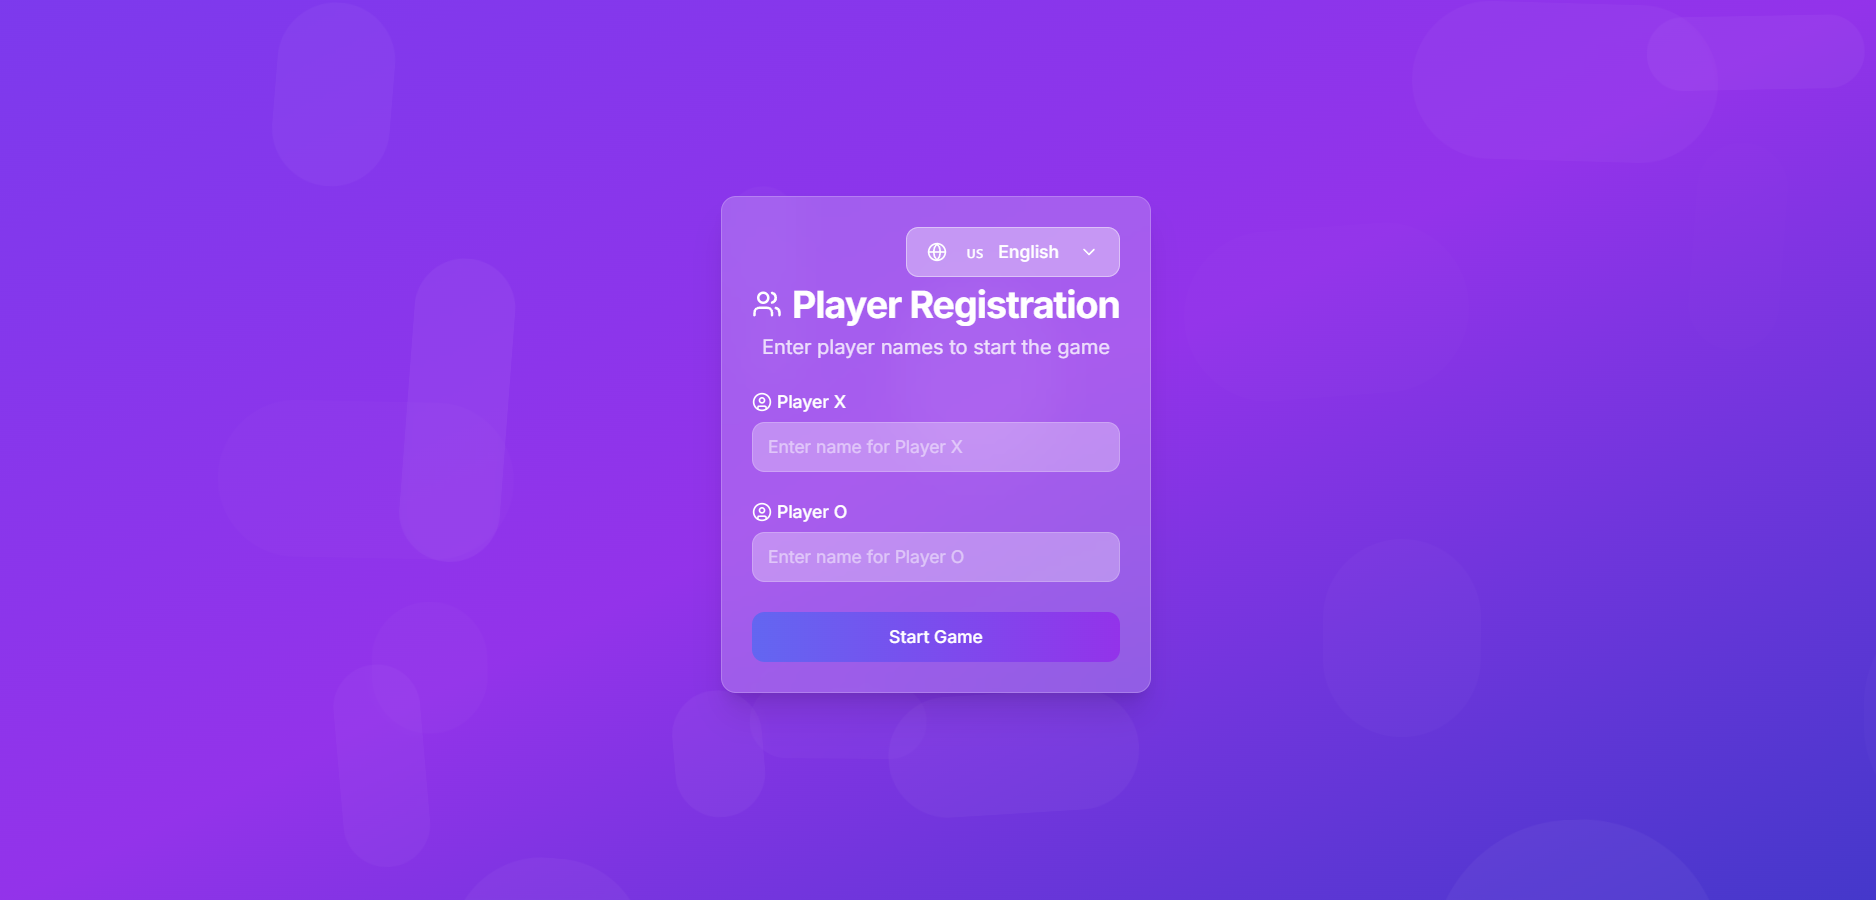 US English
Player Registration
Enter player names to start the game
Player X
Enter name for Player X
Player O
Enter name for Player O
Start Game